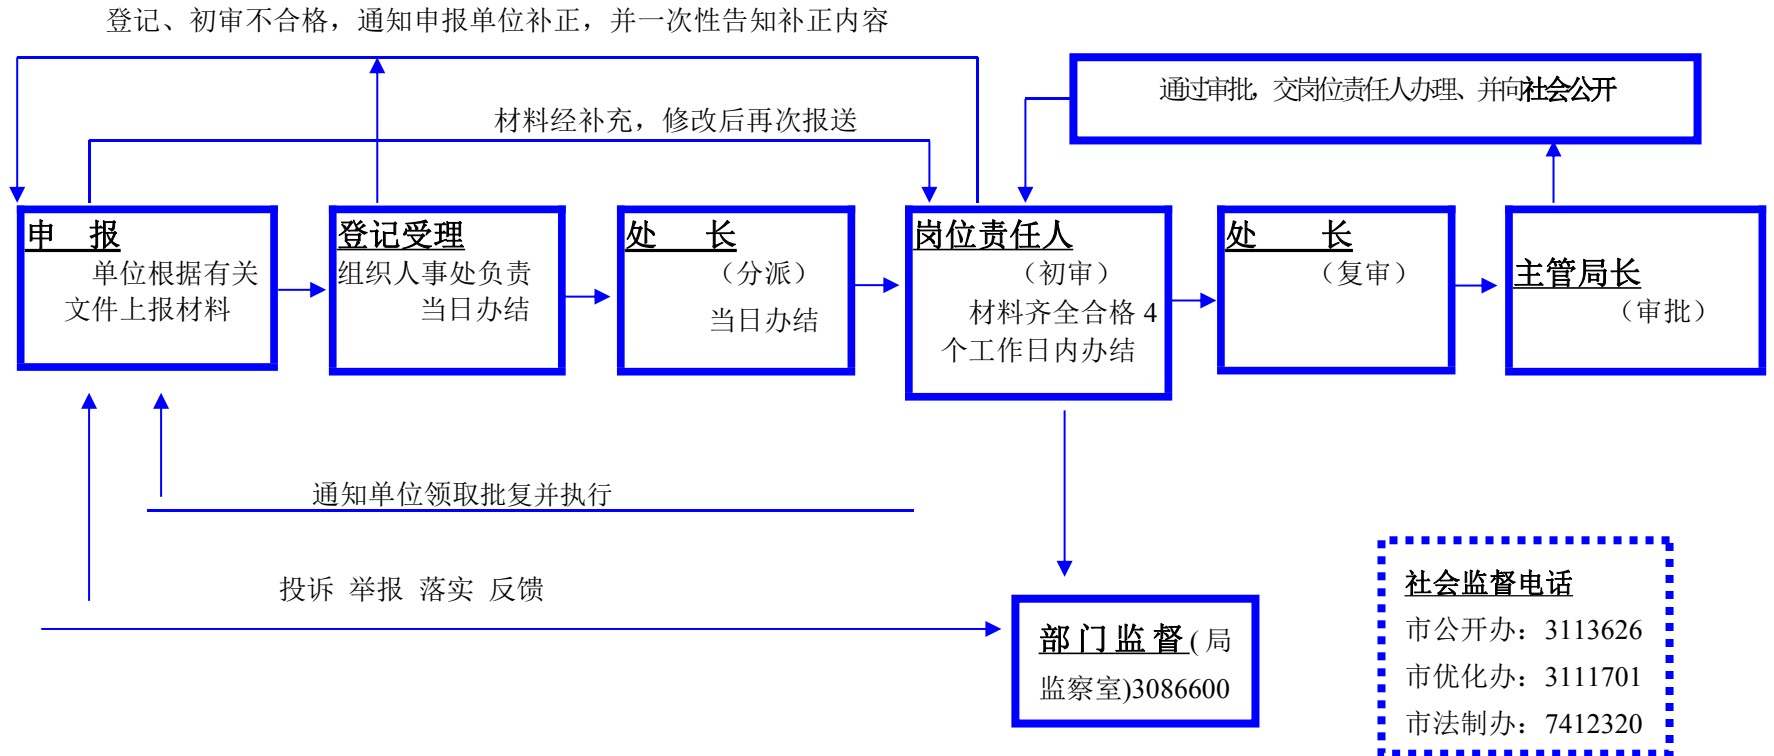 登记、初审不合格，通知申报单位补正，并一次性告知补正内容
通过审批，交岗位责任人办理、并向社会公开
材料经补充，修改后再次报送
申 报
单位根据有关
文件上报材料
登记受理
组织人事处负责
当日办结
处 长
（分派）
当日办结
岗位责任人
（初审）
材料齐全合格 4
个工作日内办结
处 长
（复审）
主管局长
（审批）
通知单位领取批复并执行
投诉 举报 落实 反馈
部门监督(局
监察室)3086600
社会监督电话
市公开办：3113626
市优化办：3111701
市法制办：7412320